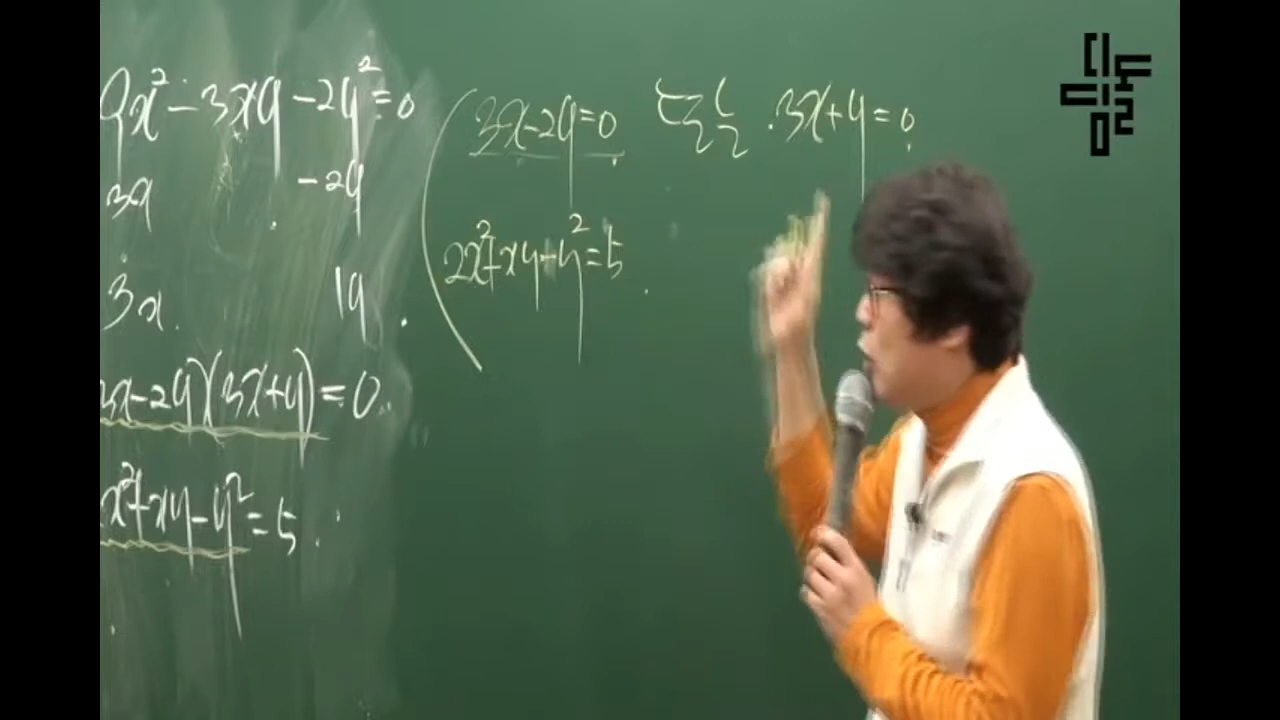 9x²-3xy-2y²=0
3x -2y
3x 1y
3x-2y)(3x+y)=0.
x²+xy-y²=5
3x-2y=0 또는 3x+y=0
2x²+xy+y²=5